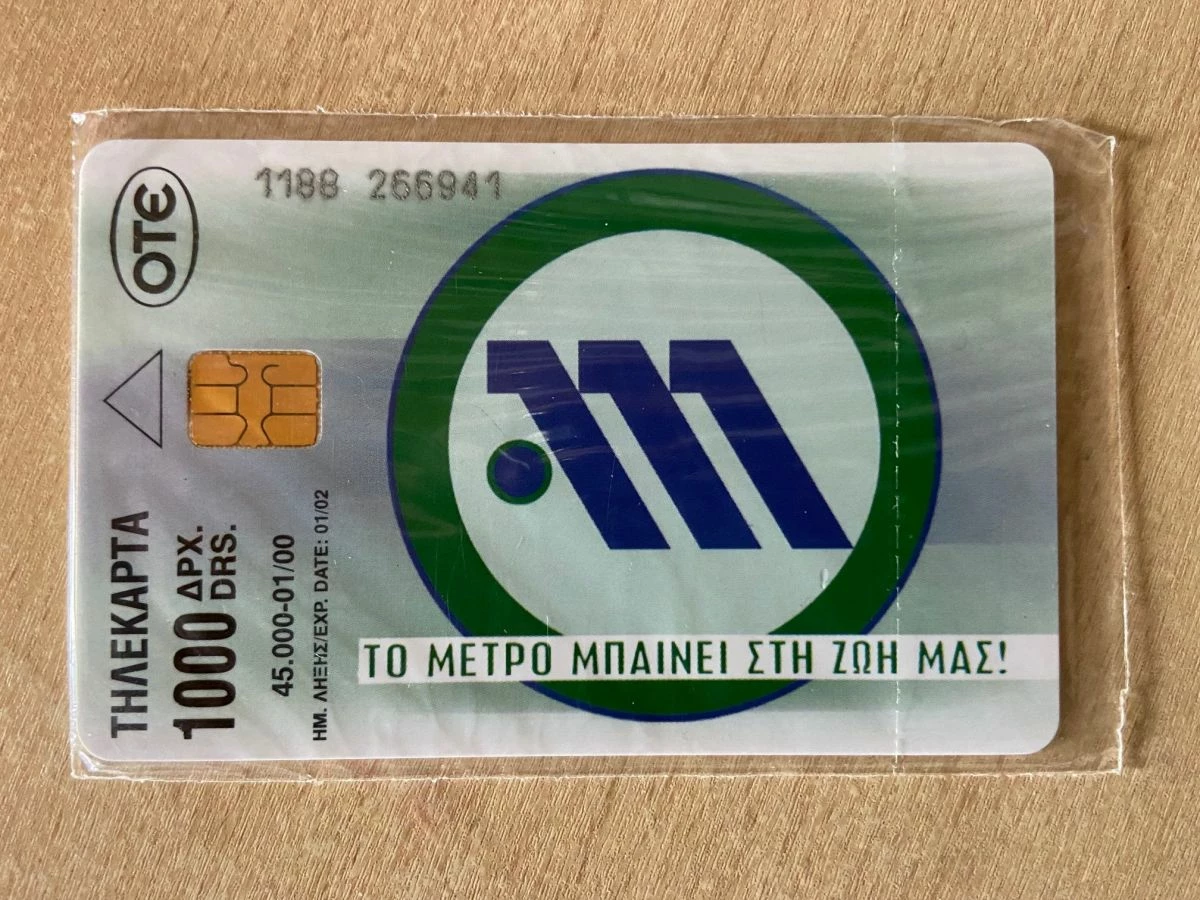 ΟΤΕ
1188 266941
ΤΗΛΕΚΑΡΤΑ
1000 ΔΡΧ.
DRS.
45.000-01/00
ΗΜ. ΛΗΞΗΣ/EXP. DATE: 01/02
ΤΟ ΜΕΤΡΟ ΜΠΑΙΝΕΙ ΣΤΗ ΖΩΗ ΜΑΣ!